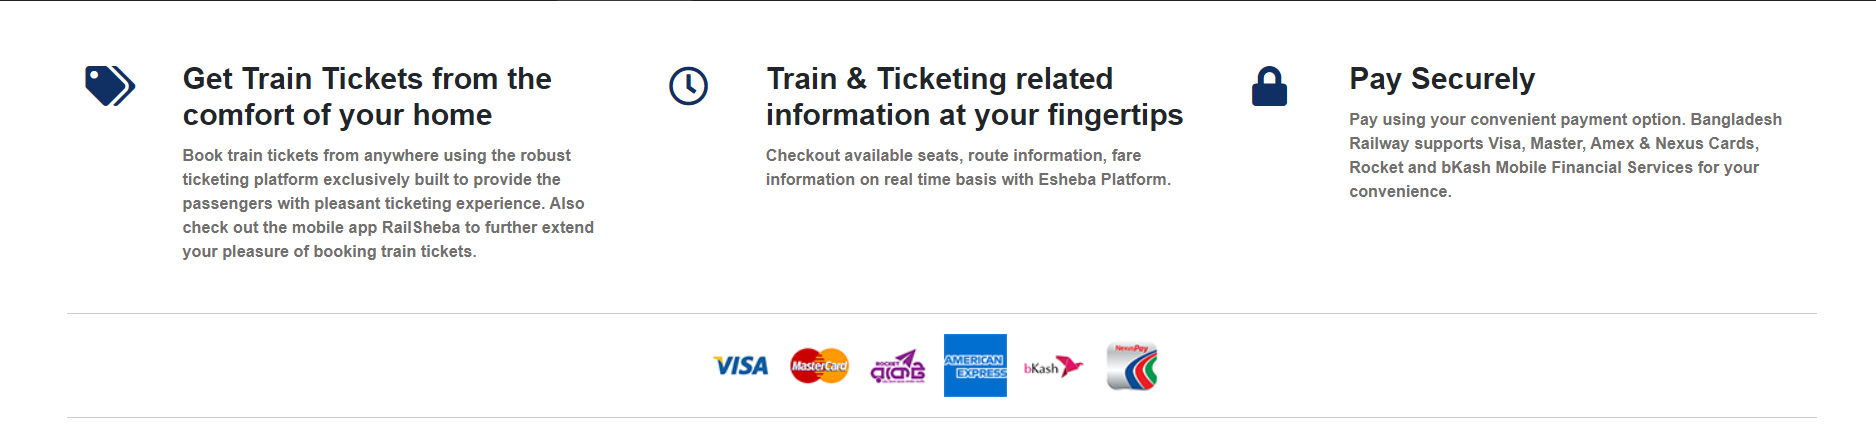 Get Train Tickets from the
comfort of your home
Book train tickets from anywhere using the robust
ticketing platform exclusively built to provide the
passengers with pleasant ticketing experience. Also
check out the mobile app RailSheba to further extend
your pleasure of booking train tickets.
Train & Ticketing related
information at your fingertips
Checkout available seats, route information, fare
information on real time basis with Esheba Platform.
Pay Securely
Pay using your convenient payment option. Bangladesh
Railway supports Visa, Master, Amex & Nexus Cards,
Rocket and bKash Mobile Financial Services for your
convenience.
VISA
MasterCard
ROCKET
রকেট
AMERICAN
EXPRESS
bKash
NexusPay